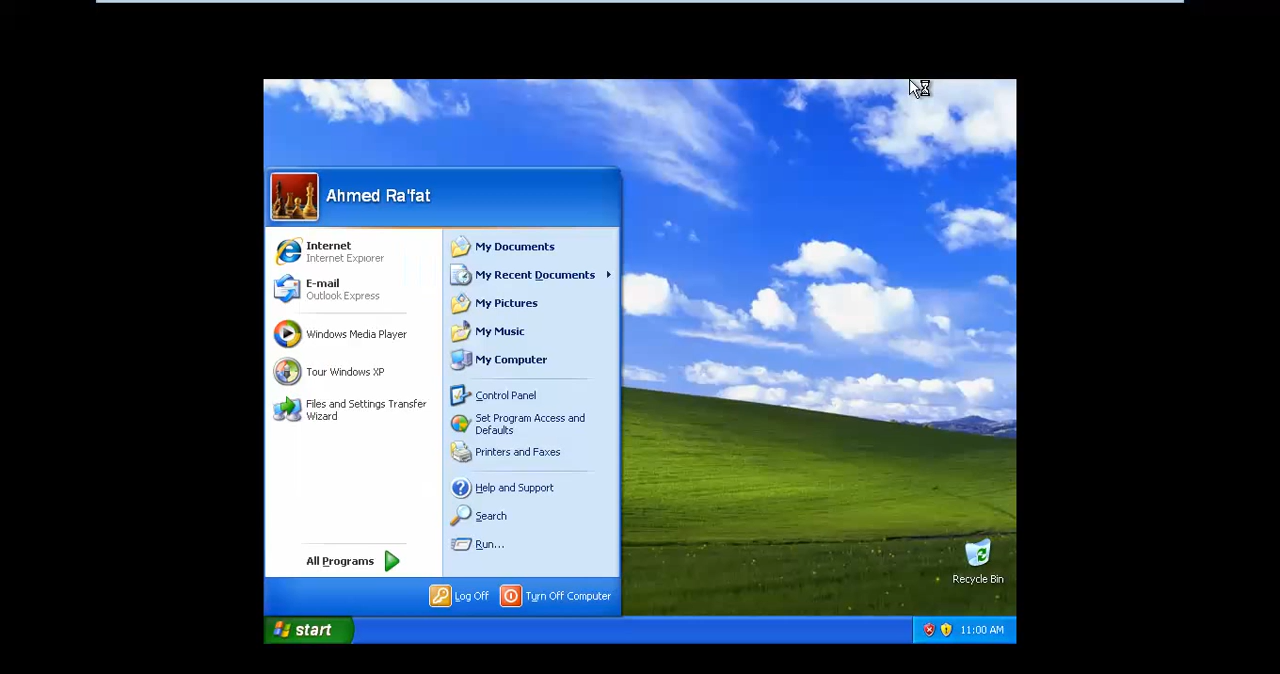 Ahmed Ra'fat
Internet
Internet Explorer
E-mail
Outlook Express
Windows Media Player
Tour Windows XP
Files and Settings Transfer
Wizard
All Programs
My Documents
My Recent Documents
My Pictures
My Music
My Computer
Control Panel
Set Program Access and
Defaults
Printers and Faxes
Help and Support
Search
Run...
Log Off
Turn Off Computer
Recycle Bin
start
11:00 AM